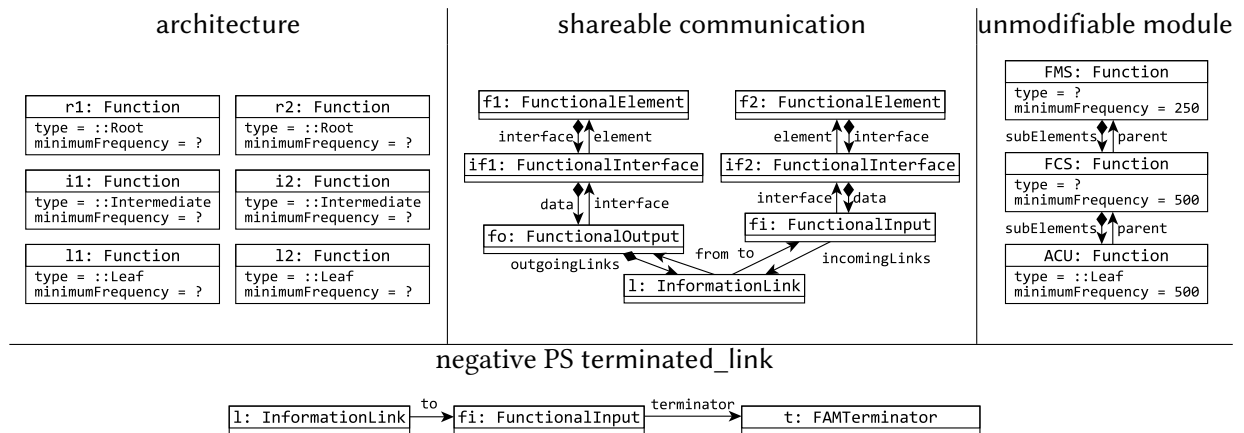 architecture
shareable communication
unmodifiable module
r1: Function
type = ::Root
minimumFrequency = ?
r2: Function
type = ::Root
minimumFrequency = ?
i1: Function
type = ::Intermediate
minimumFrequency = ?
i2: Function
type = ::Intermediate
minimumFrequency = ?
l1: Function
type = ::Leaf
minimumFrequency = ?
l2: Function
type = ::Leaf
minimumFrequency = ?
f1: FunctionalElement
f2: FunctionalElement
interface
element
element
interface
if1: FunctionalInterface
if2: FunctionalInterface
data
interface
interface
data
fo: FunctionalOutput
fi: FunctionalInput
outgoingLinks
from
to
incomingLinks
l: InformationLink
FMS: Function
type = ?
minimumFrequency = 250
subElements
parent
FCS: Function
type = ?
minimumFrequency = 500
subElements
parent
ACU: Function
type = ::Leaf
minimumFrequency = 500
negative PS terminated_link
l: InformationLink
to
fi: FunctionalInput
terminator
t: FAMTerminator